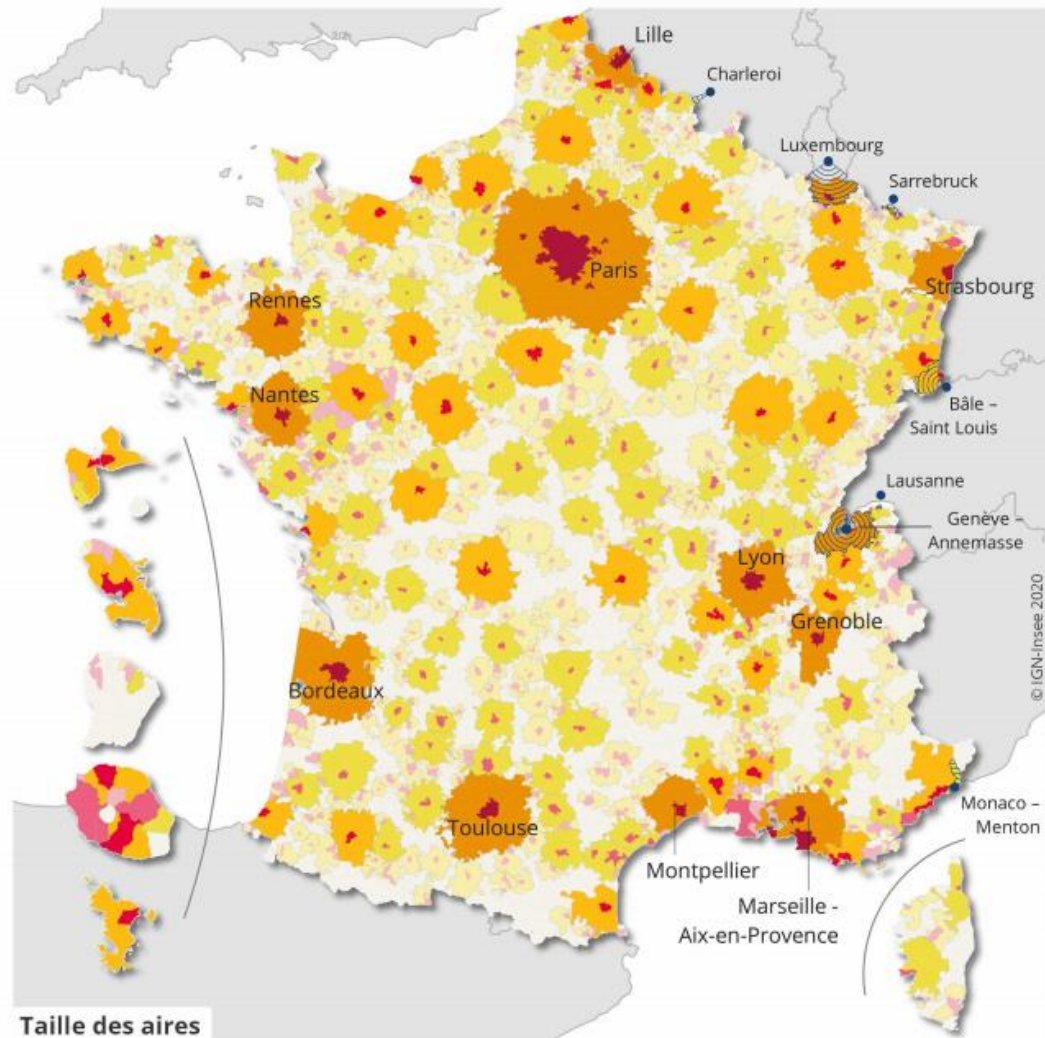 Lille
Charleroi
Luxembourg
Sarrebruck
Paris
Strasbourg
Rennes
Nantes
Bâle –
Saint Louis
Lausanne
Genève –
Annemasse
Lyon
Grenoble
Bordeaux
© IGN-Insee 2020
Monaco –
Menton
Toulouse
Montpellier
Marseille -
Aix-en-Provence
Taille des aires